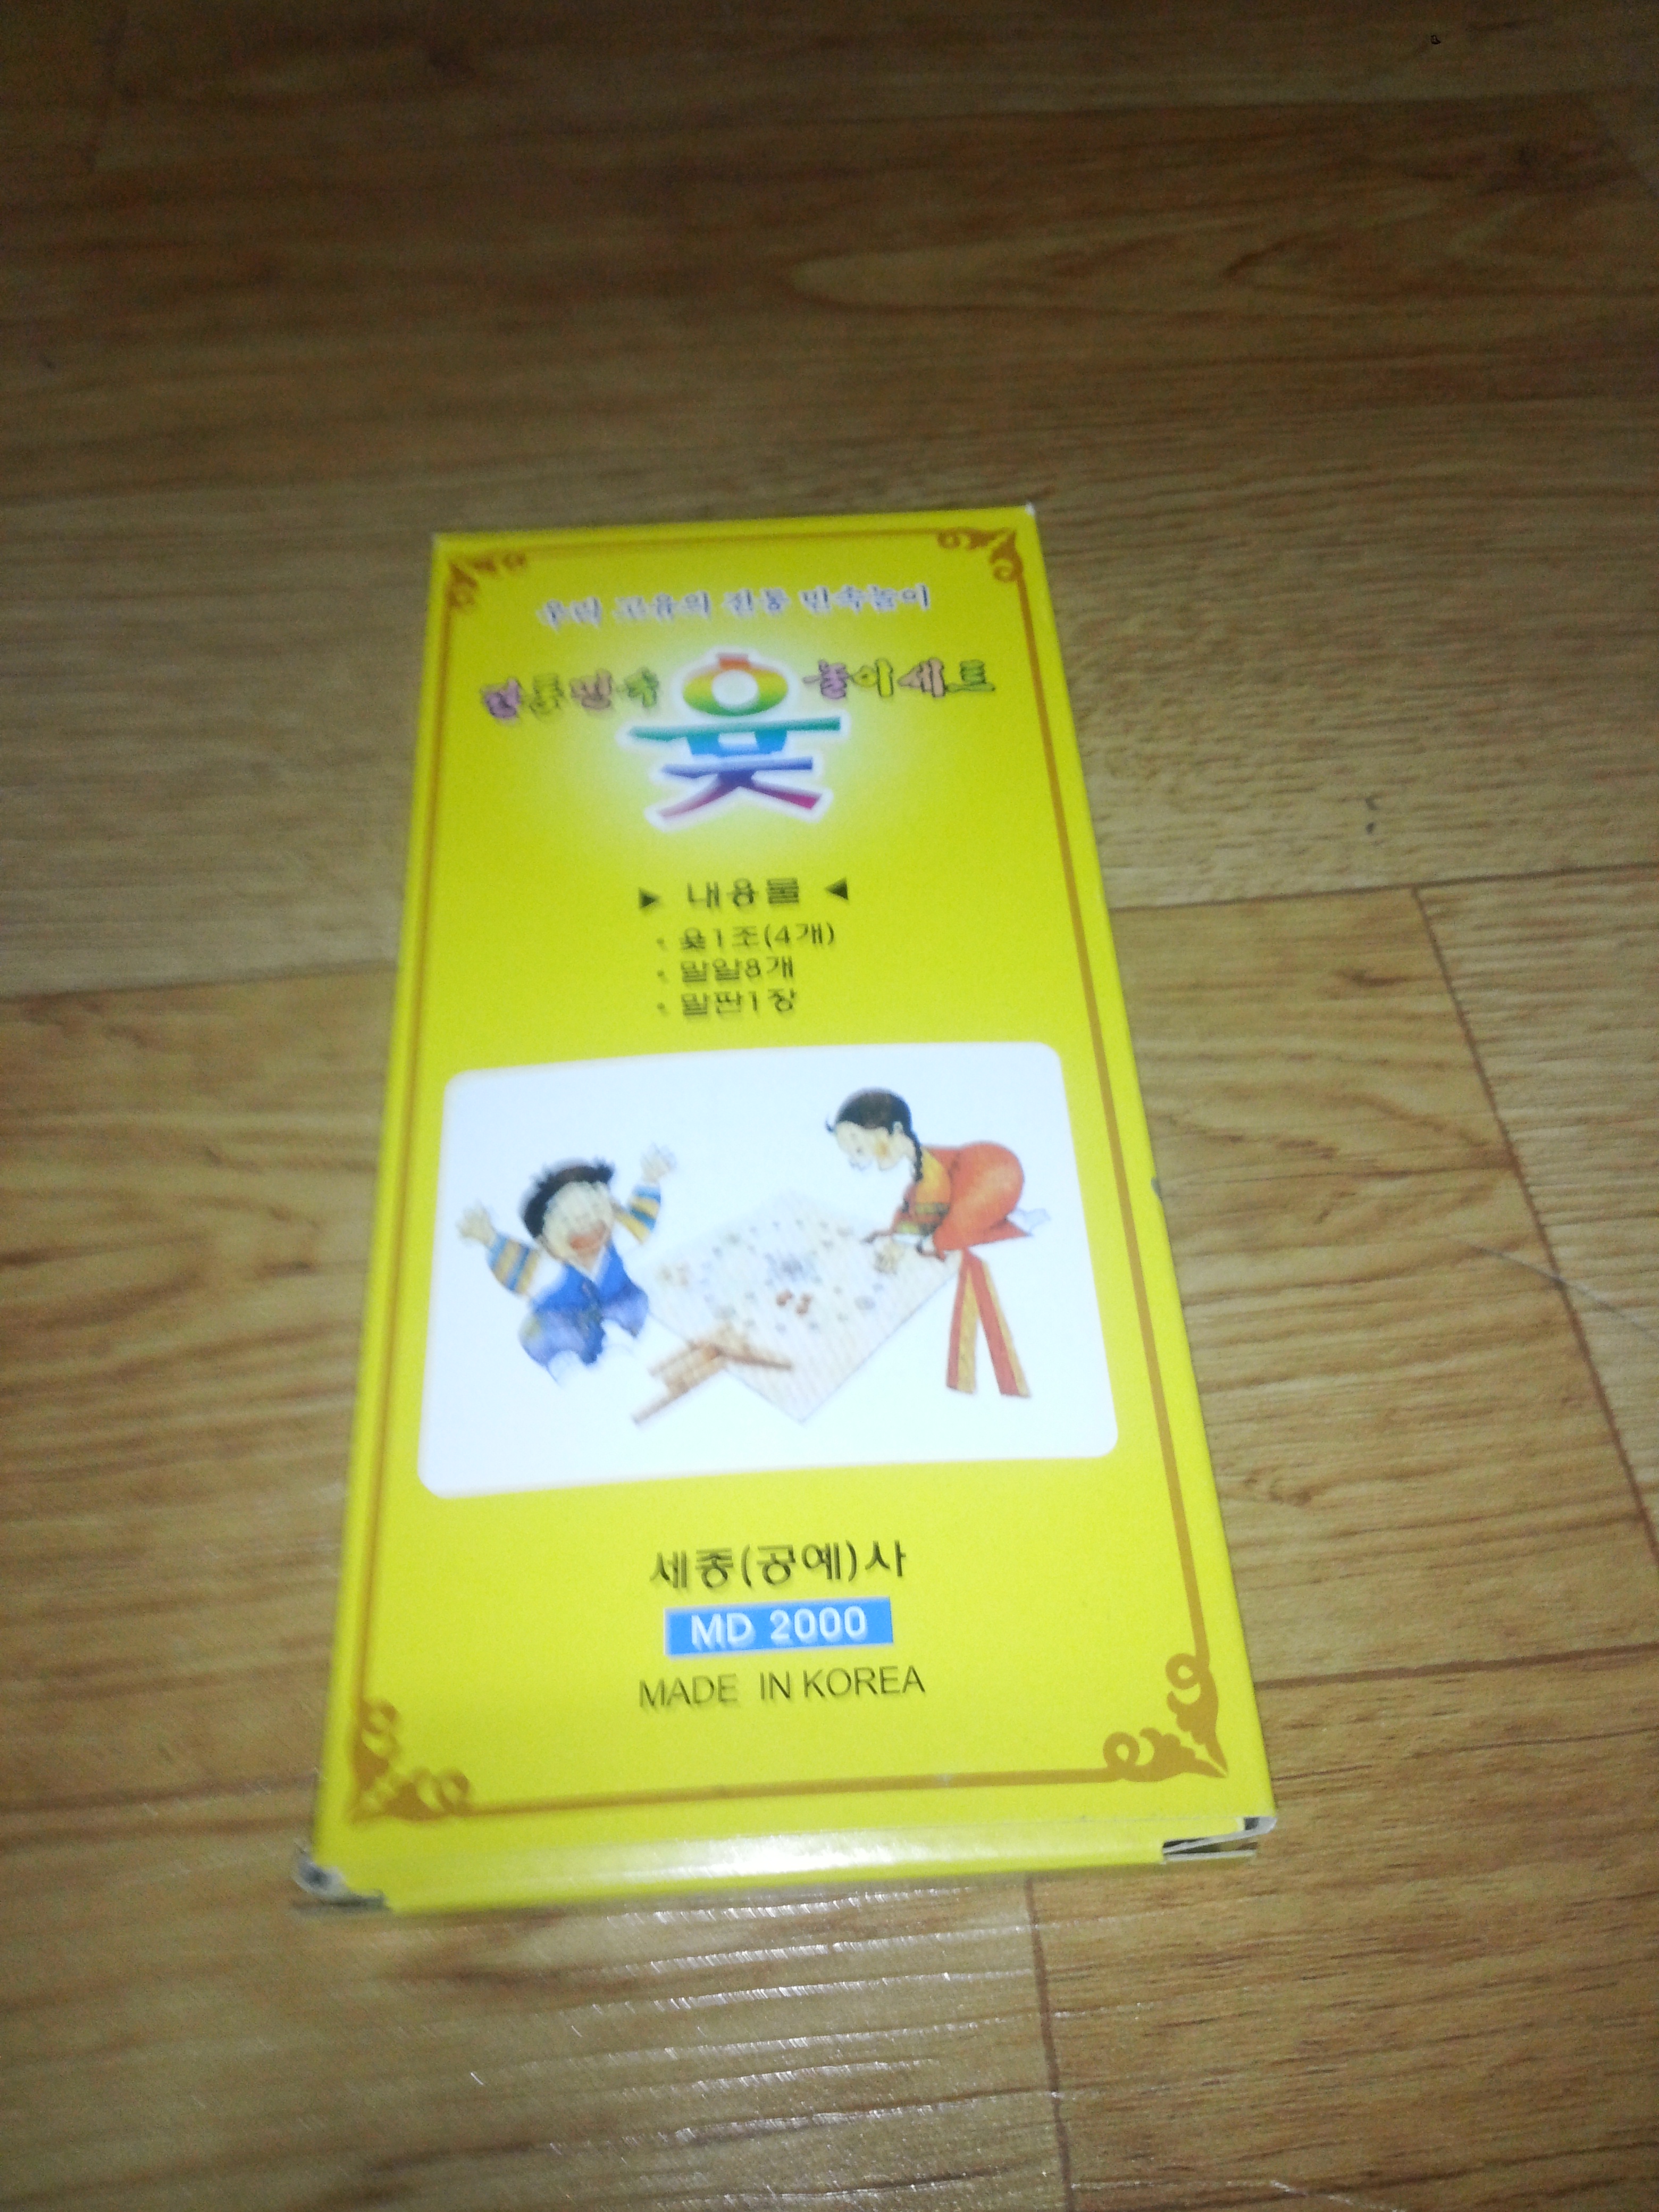 우리 고유의 전통 민속놀이
전통민속 윷 놀이세트
▶ 내용물 ◀
· 윷1조(4개)
· 말알8개
· 말판1장
세종(공예)사
MD 2000
MADE IN KOREA